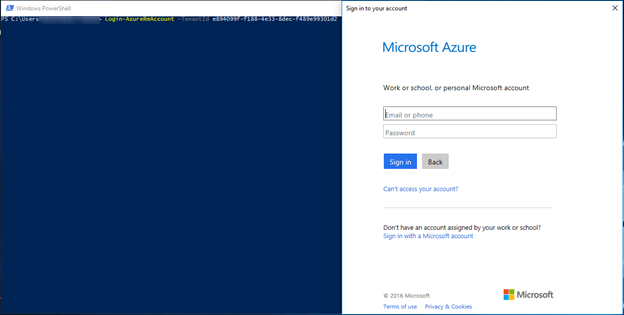 Windows PowerShell
PS C:\Users Login-AzureRmAccount -TenantId e894099f-f188-4e33-8dec-f489e99301d2
Sign in to your account
Microsoft Azure
Work or school, or personal Microsoft account
Email or phone
Password
Sign in Back
Can't access your account?
Don't have an account assigned by your work or school?
Sign in with a Microsoft account
© 2016 Microsoft
Microsoft
Terms of use Privacy & Cookies